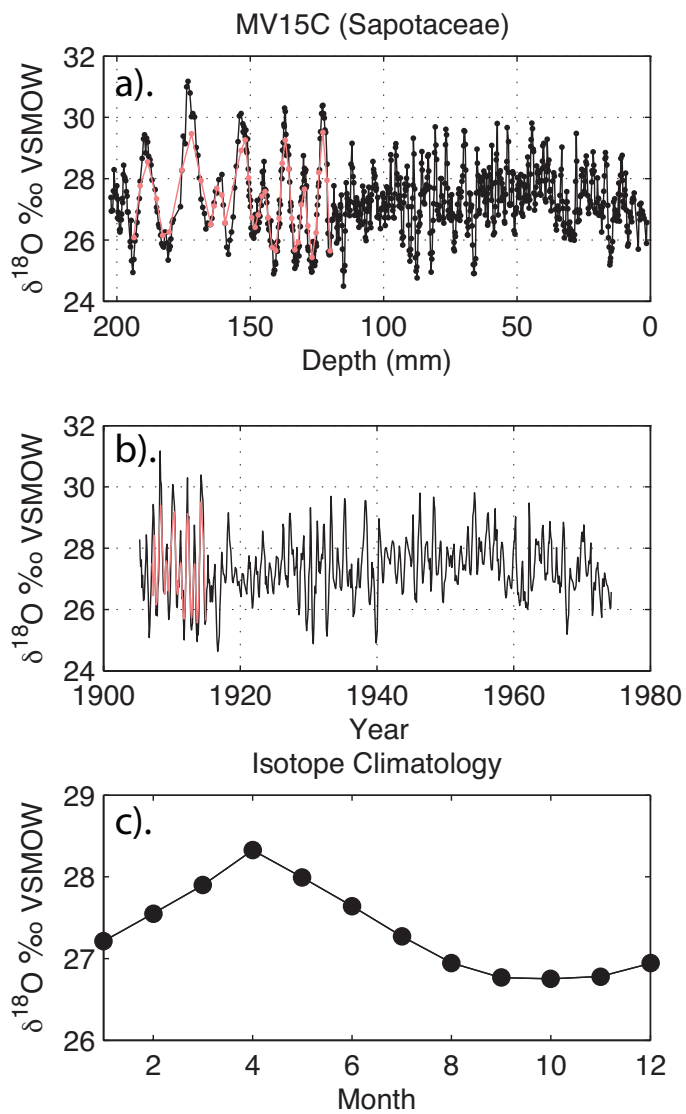 MV15C (Sapotaceae)
a).
δ18O ‰ VSMOW
32
30
28
26
24
200
150
100
50
0
Depth (mm)
b).
δ18O ‰ VSMOW
32
30
28
26
24
1900
1920
1940
1960
1980
Year
Isotope Climatology
c).
δ18O ‰ VSMOW
29
28
27
26
2
4
6
8
10
12
Month